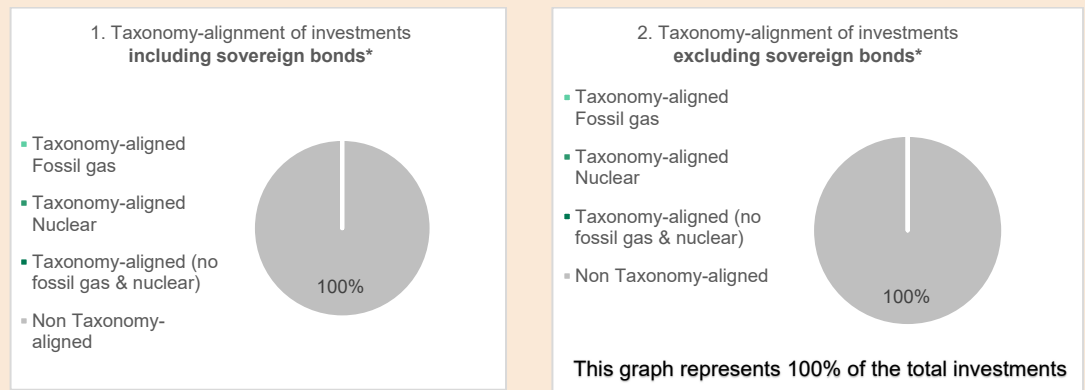 1. Taxonomy-alignment of investments
including sovereign bonds*
Taxonomy-aligned
Fossil gas
Taxonomy-aligned
Nuclear
Taxonomy-aligned (no
fossil gas & nuclear)
Non Taxonomy-
aligned
100%
2. Taxonomy-alignment of investments
excluding sovereign bonds*
Taxonomy-aligned
Fossil gas
Taxonomy-aligned
Nuclear
Taxonomy-aligned (no
fossil gas & nuclear)
Non Taxonomy-aligned
100%
This graph represents 100% of the total investments